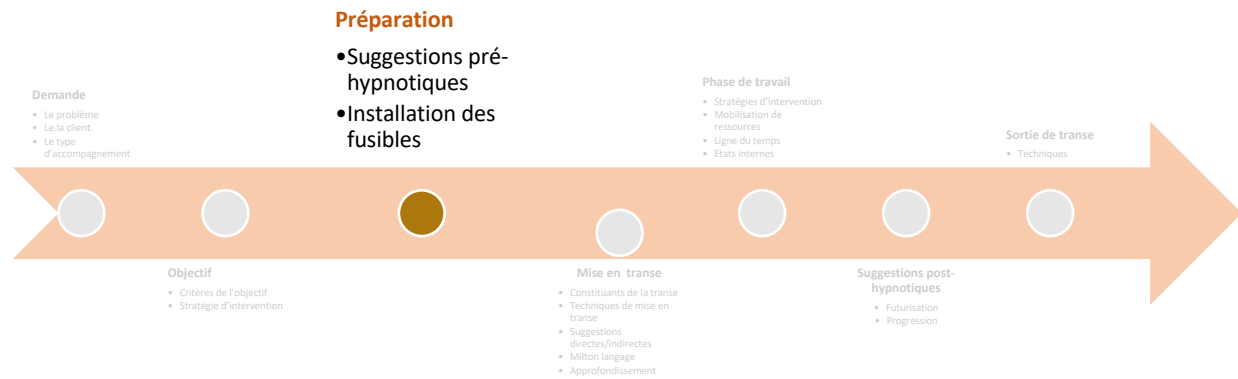 Préparation
•Suggestions pré-
hypnotiques
•Installation des
fusibles
Demande
• Le problème
• Le.la client.
• Le type
d'accompagnement
Phase de travail
• Stratégies d'intervention
• Mobilisation de
ressources
• Ligne du temps
• Etats internes
Sortie de transe
• Techniques
Objectif
• Critères de l'objectif
• Stratégie d'intervention
Mise en transe
• Constituants de la transe
• Techniques de mise en
transe
• Suggestions
directes/indirectes
• Milton langage
• Approfondissement
Suggestions post-
hypnotiques
• Futurisation
• Progression